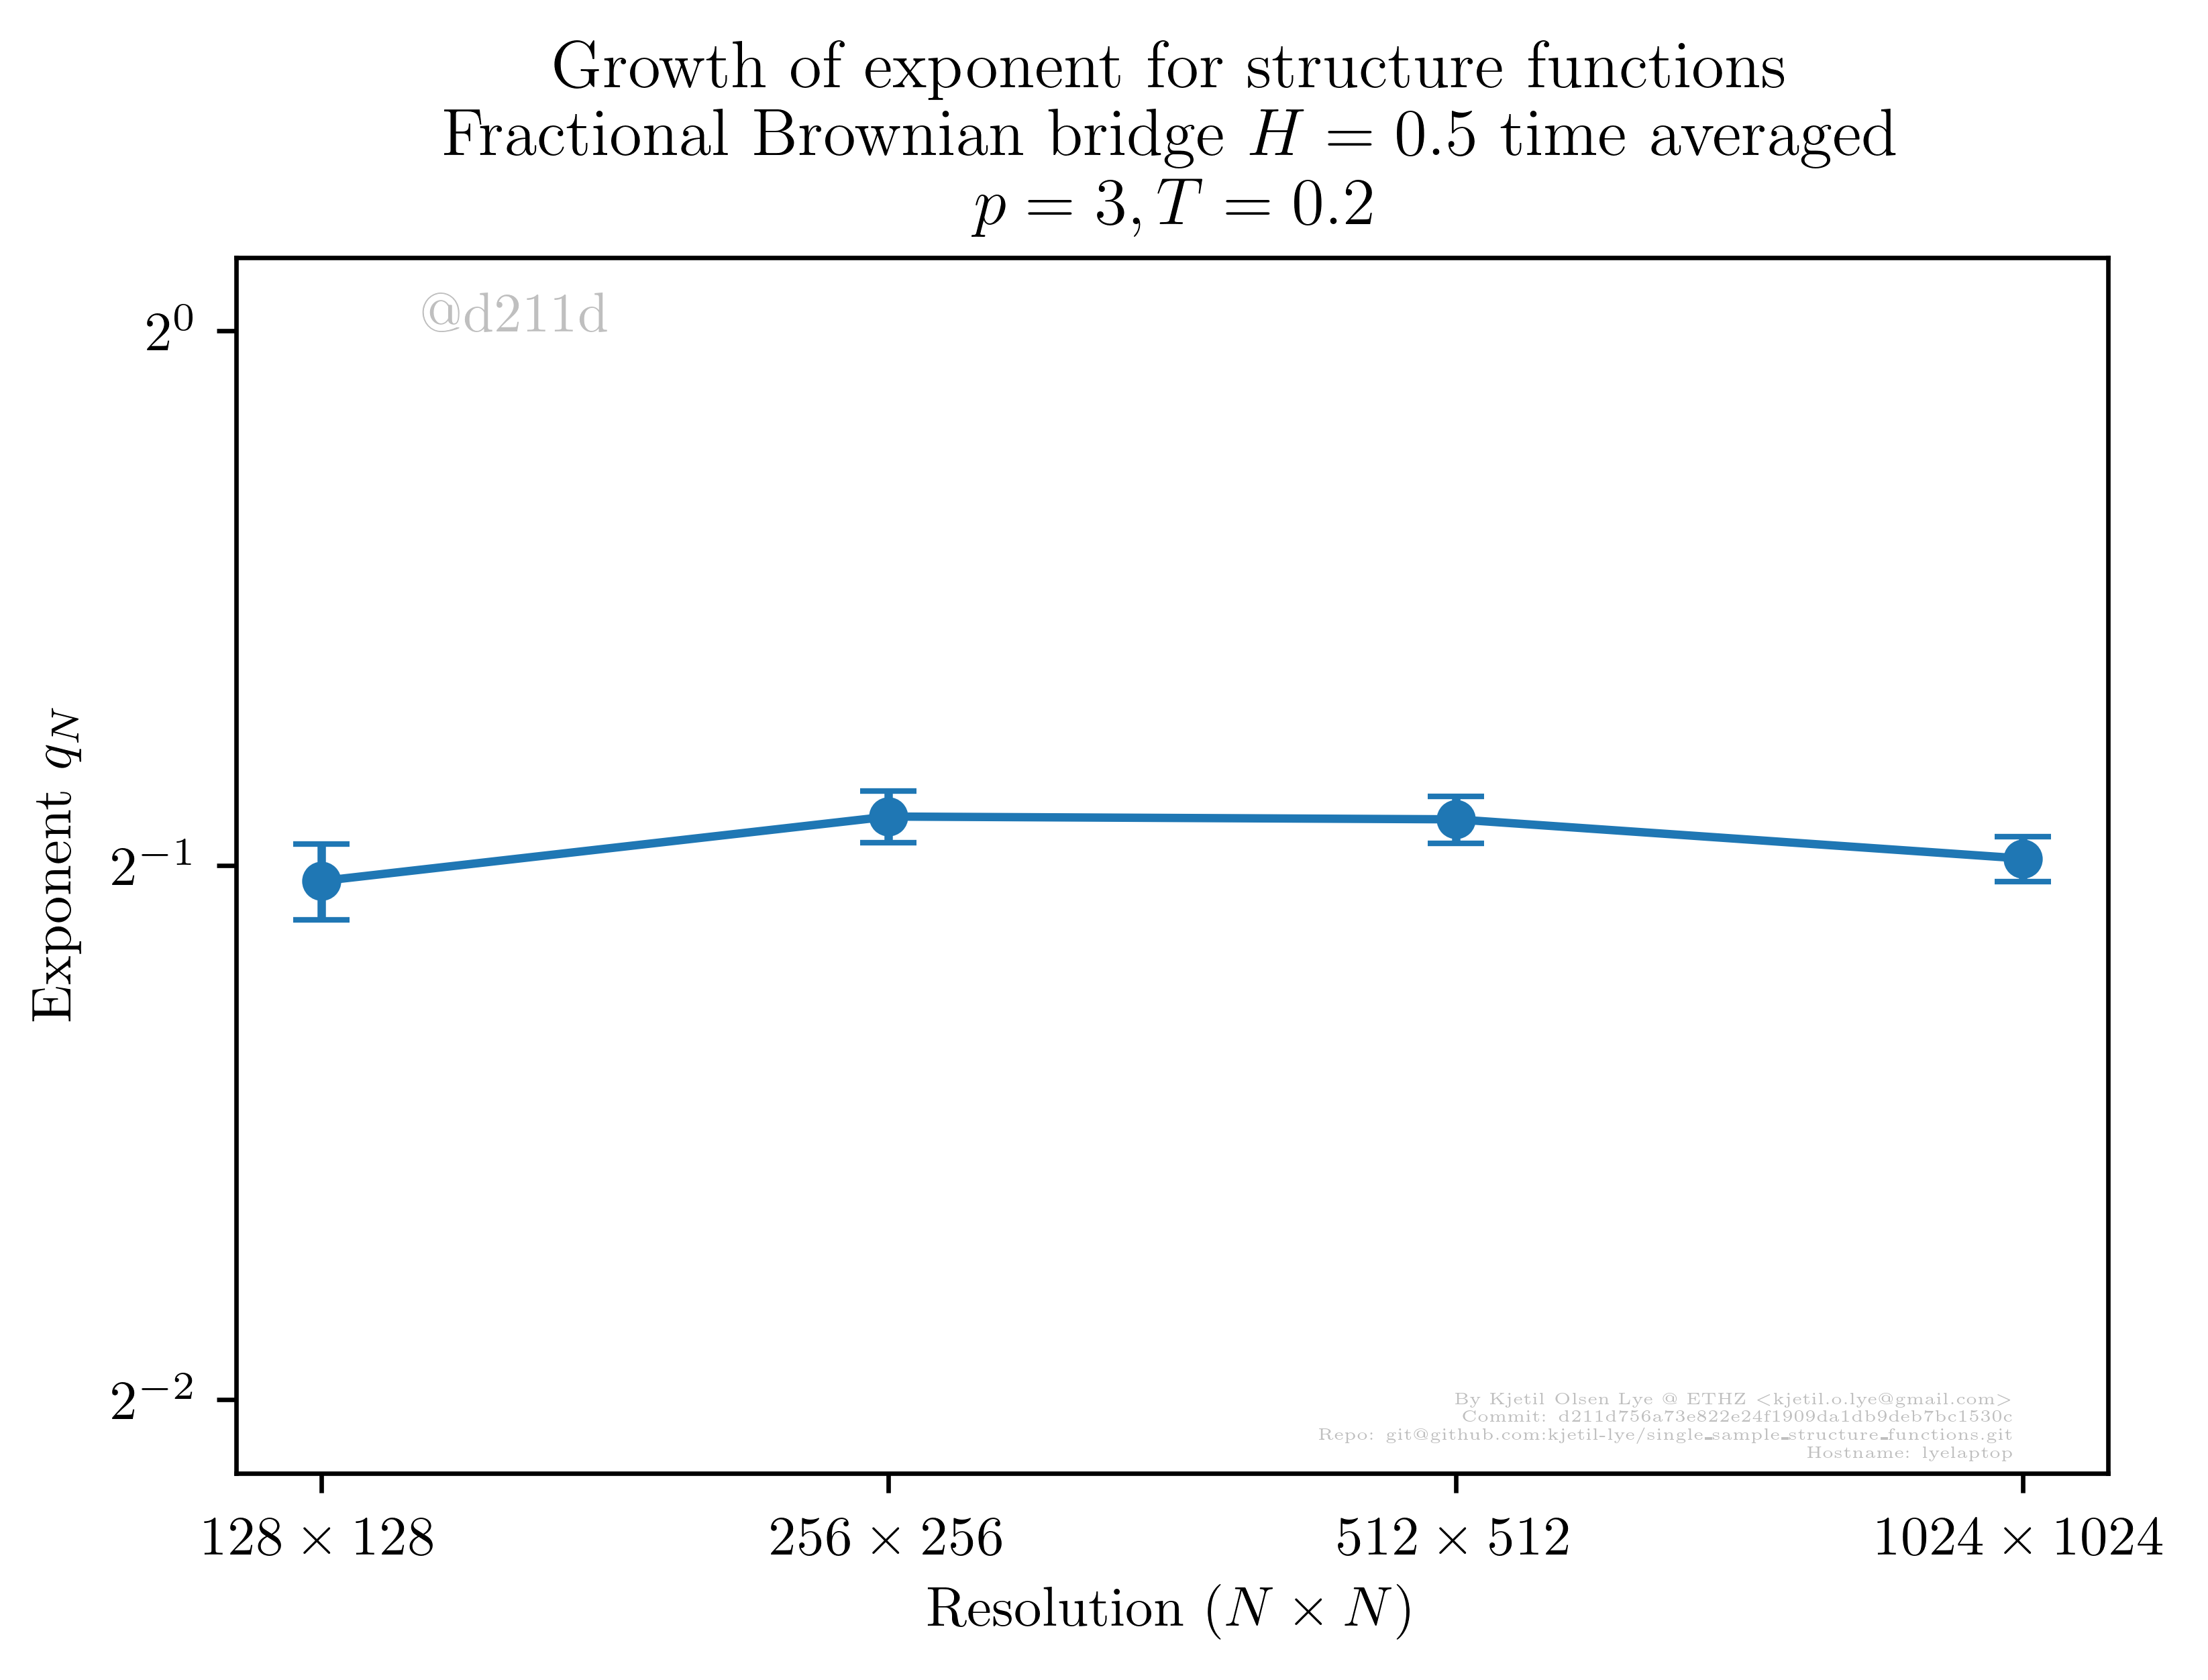 Growth of exponent for structure functions
Fractional Brownian bridge H = 0.5 time averaged
p = 3, T = 0.2
@d211d
2⁰
2⁻¹
2⁻²
Exponent q_N
By Kjetil Olsen Lye @ ETHZ <kjetil.o.lye@gmail.com>
Commit: d211d756a73e822e24f1909da1db9deb7bc1530c
Repo: git@github.com:kjetil-lye/single_sample_structure_functions.git
Hostname: lyelaptop
128 × 128
256 × 256
512 × 512
1024 × 1024
Resolution (N × N)